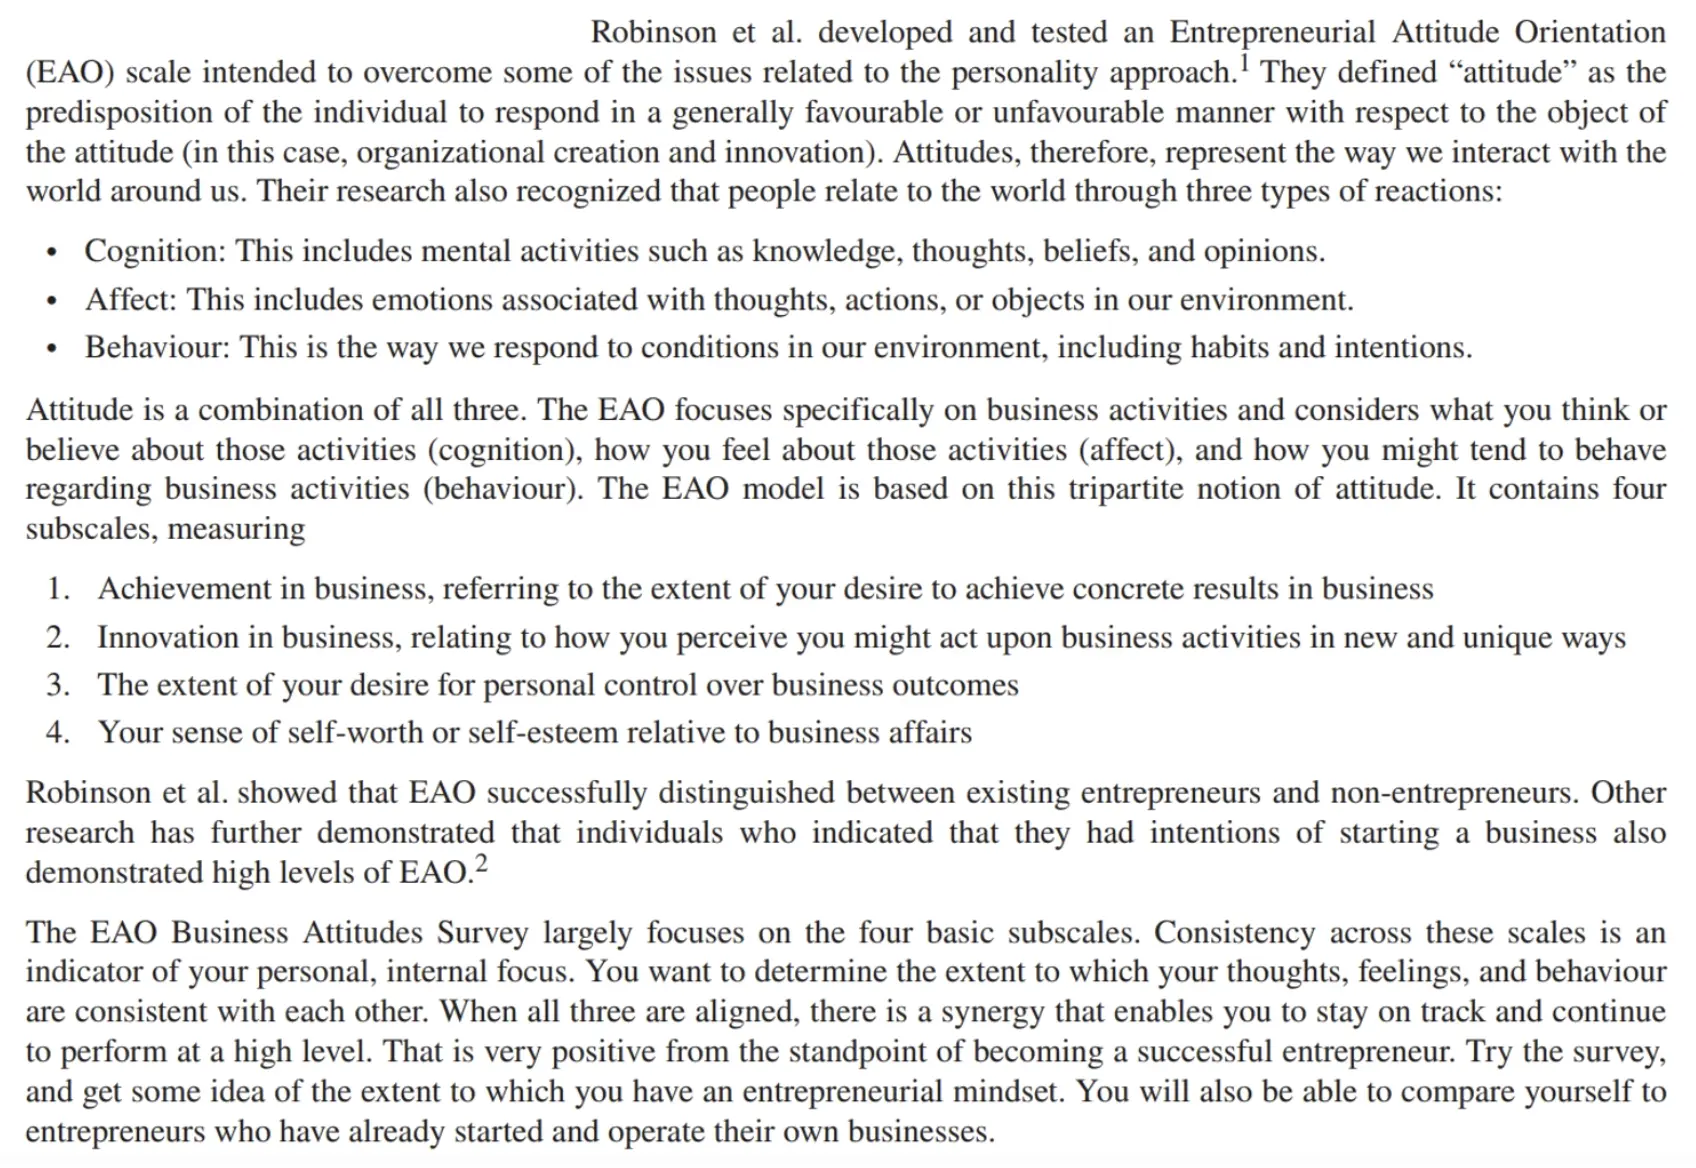 Robinson et al. developed and tested an Entrepreneurial Attitude Orientation
(EAO) scale intended to overcome some of the issues related to the personality approach.1 They defined “attitude” as the
predisposition of the individual to respond in a generally favourable or unfavourable manner with respect to the object of
the attitude (in this case, organizational creation and innovation). Attitudes, therefore, represent the way we interact with the
world around us. Their research also recognized that people relate to the world through three types of reactions:
• Cognition: This includes mental activities such as knowledge, thoughts, beliefs, and opinions.
• Affect: This includes emotions associated with thoughts, actions, or objects in our environment.
• Behaviour: This is the way we respond to conditions in our environment, including habits and intentions.
Attitude is a combination of all three. The EAO focuses specifically on business activities and considers what you think or
believe about those activities (cognition), how you feel about those activities (affect), and how you might tend to behave
regarding business activities (behaviour). The EAO model is based on this tripartite notion of attitude. It contains four
subscales, measuring
1. Achievement in business, referring to the extent of your desire to achieve concrete results in business
2. Innovation in business, relating to how you perceive you might act upon business activities in new and unique ways
3. The extent of your desire for personal control over business outcomes
4. Your sense of self-worth or self-esteem relative to business affairs
Robinson et al. showed that EAO successfully distinguished between existing entrepreneurs and non-entrepreneurs. Other
research has further demonstrated that individuals who indicated that they had intentions of starting a business also
demonstrated high levels of EAO.2
The EAO Business Attitudes Survey largely focuses on the four basic subscales. Consistency across these scales is an
indicator of your personal, internal focus. You want to determine the extent to which your thoughts, feelings, and behaviour
are consistent with each other. When all three are aligned, there is a synergy that enables you to stay on track and continue
to perform at a high level. That is very positive from the standpoint of becoming a successful entrepreneur. Try the survey,
and get some idea of the extent to which you have an entrepreneurial mindset. You will also be able to compare yourself to
entrepreneurs who have already started and operate their own businesses.